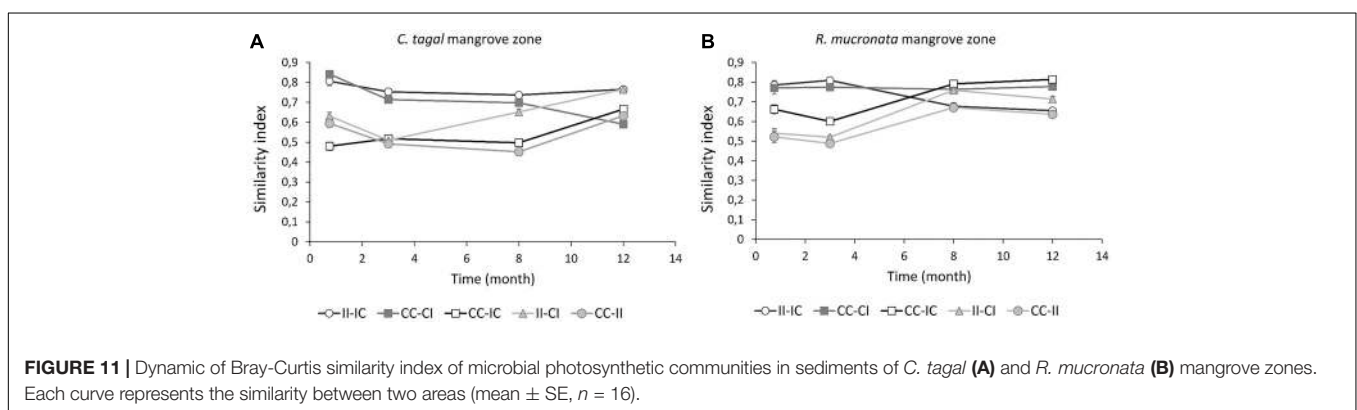 A
C. tagal mangrove zone
Similarity index
0,9
0,8
0,7
0,6
0,5
0,4
0,3
0,2
0,1
0
0 2 4 6 8 10 12 14
Time (month)
II-IC CC-CI CC-IC II-CI CC-II
B
R. mucronata mangrove zone
Similarity index
0,9
0,8
0,7
0,6
0,5
0,4
0,3
0,2
0,1
0
0 2 4 6 8 10 12 14
Time (month)
II-IC CC-CI CC-IC II-CI CC-II
FIGURE 11 | Dynamic of Bray-Curtis similarity index of microbial photosynthetic communities in sediments of C. tagal (A) and R. mucronata (B) mangrove zones.
Each curve represents the similarity between two areas (mean ± SE, n = 16).